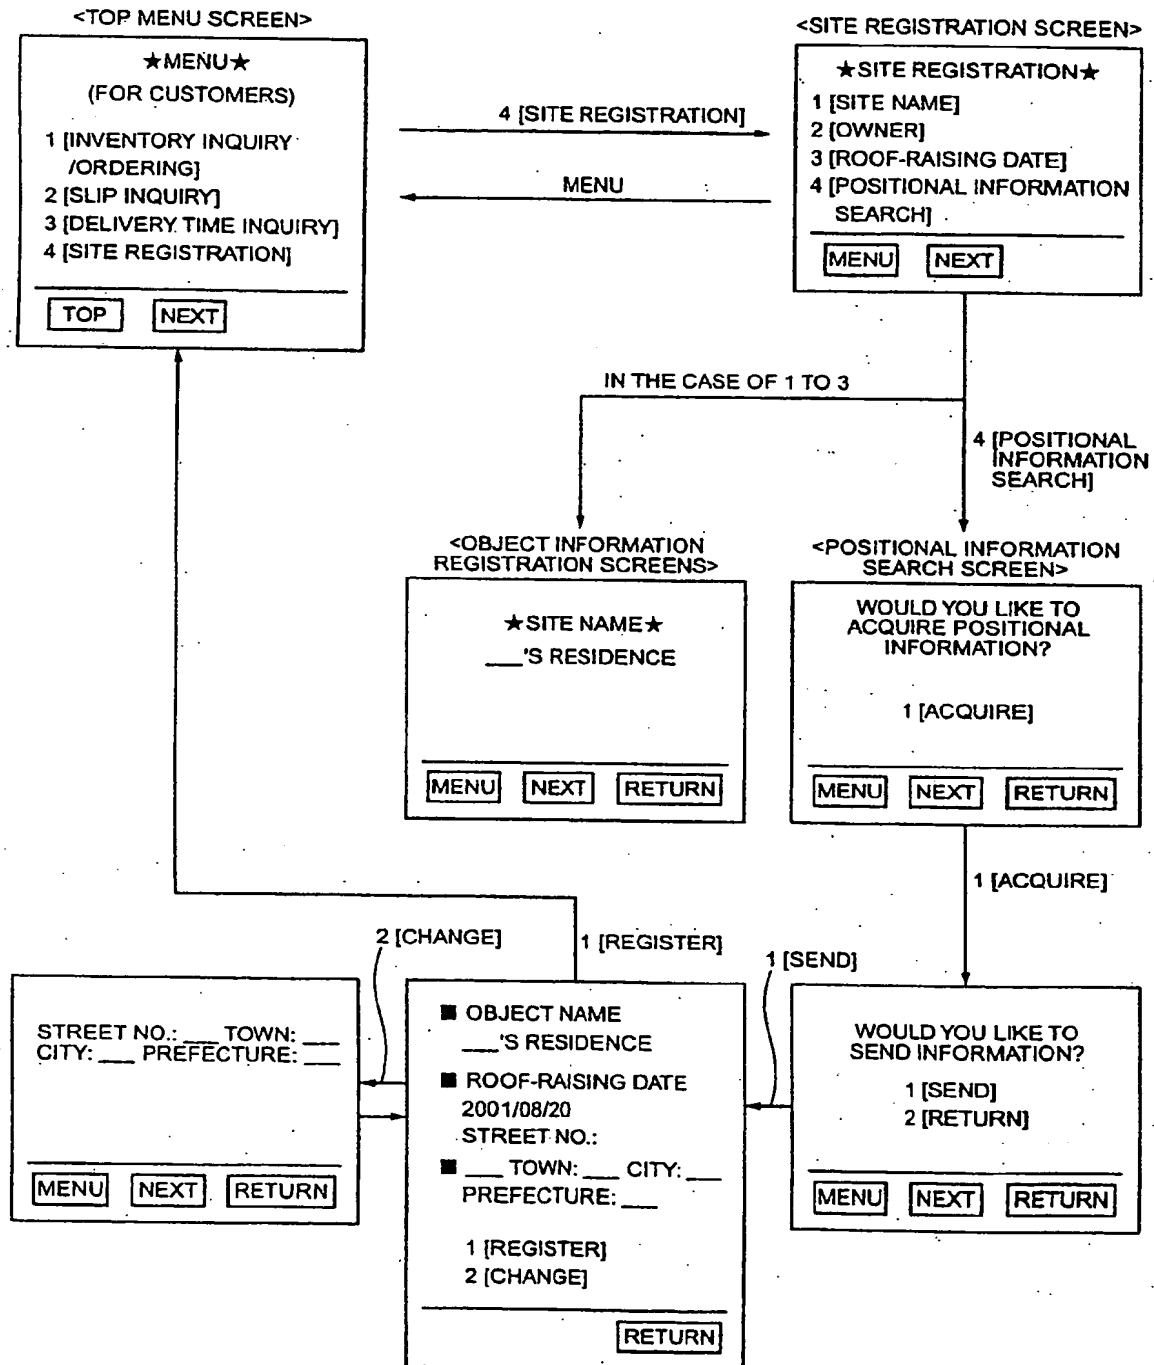 <TOP MENU SCREEN>
★MENU★
(FOR CUSTOMERS)
1 [INVENTORY INQUIRY
/ORDERING]
2 [SLIP INQUIRY]
3 [DELIVERY TIME INQUIRY]
4 [SITE REGISTRATION]
TOP NEXT
4 [SITE REGISTRATION]
MENU
<SITE REGISTRATION SCREEN>
★SITE REGISTRATION★
1 [SITE NAME]
2 [OWNER]
3 [ROOF-RAISING DATE]
4 [POSITIONAL INFORMATION
SEARCH]
MENU NEXT
IN THE CASE OF 1 TO 3
4 [POSITIONAL
INFORMATION
SEARCH]
<OBJECT INFORMATION
REGISTRATION SCREENS>
★SITE NAME★
___'S RESIDENCE
MENU NEXT RETURN
<POSITIONAL INFORMATION
SEARCH SCREEN>
WOULD YOU LIKE TO
ACQUIRE POSITIONAL
INFORMATION?
1 [ACQUIRE]
MENU NEXT RETURN
1 [ACQUIRE]
2 [CHANGE]
1 [REGISTER]
1 [SEND]
STREET NO.: ___ TOWN: ___
CITY: ___ PREFECTURE: ___
MENU NEXT RETURN
■ OBJECT NAME
___'S RESIDENCE
■ ROOF-RAISING DATE
2001/08/20
STREET NO.:
■ ___ TOWN: ___ CITY: ___
PREFECTURE: ___
1 [REGISTER]
2 [CHANGE]
RETURN
WOULD YOU LIKE TO
SEND INFORMATION?
1 [SEND]
2 [RETURN]
MENU NEXT RETURN